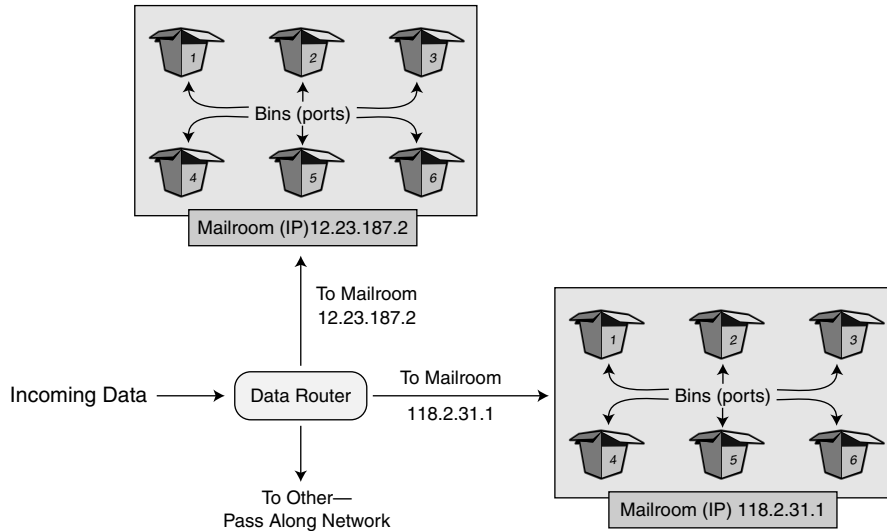 1
2
3
Bins (ports)
4
5
6
Mailroom (IP)12.23.187.2
To Mailroom
12.23.187.2
Incoming Data
Data Router
To Mailroom
118.2.31.1
To Other—
Pass Along Network
1
2
3
Bins (ports)
4
5
6
Mailroom (IP) 118.2.31.1